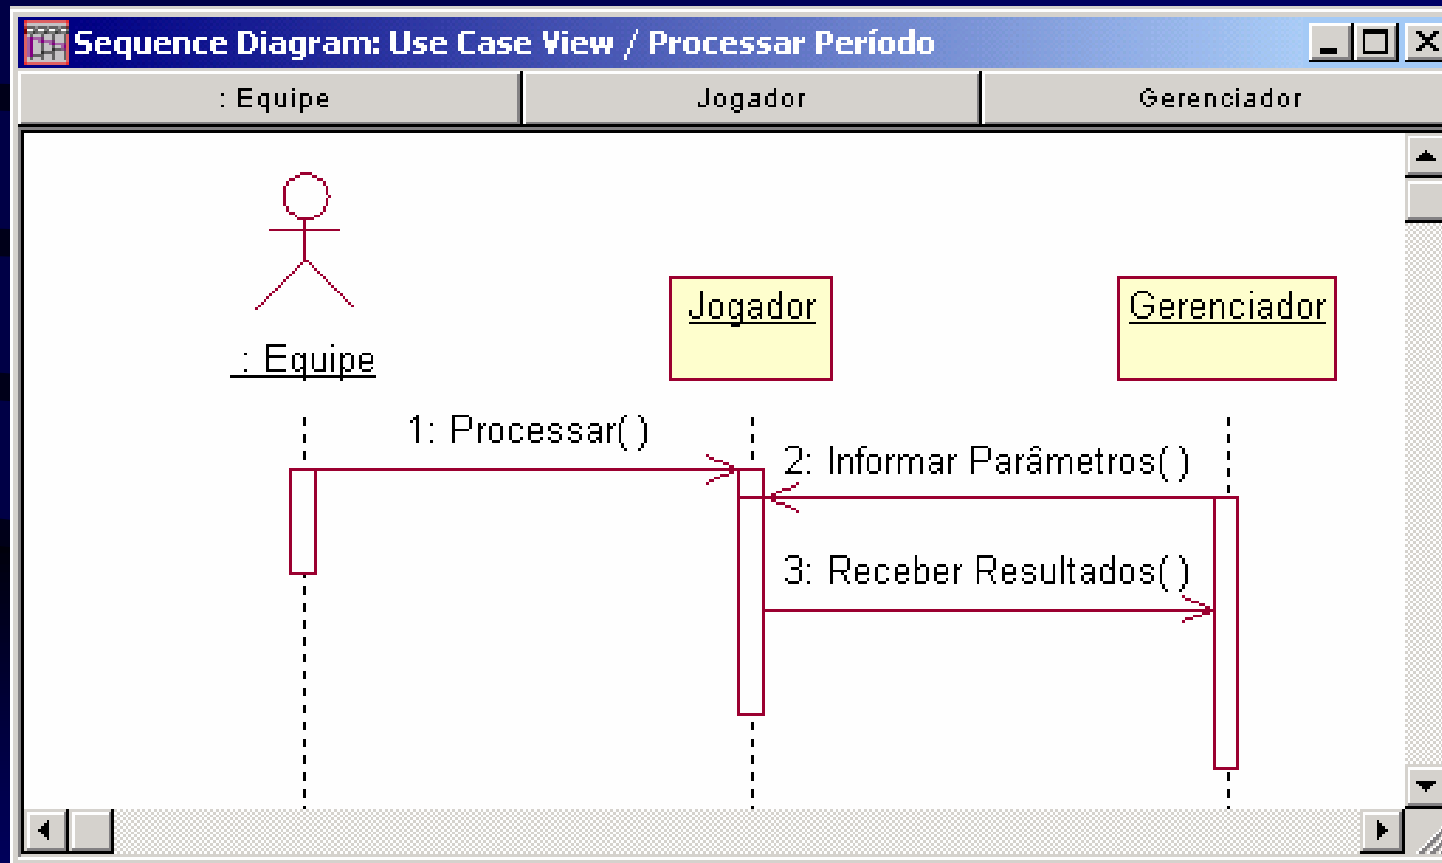 Sequence Diagram: Use Case View / Processar Período
: Equipe
Jogador
Gerenciador
Jogador
Gerenciador
: Equipe
1: Processar( )
2: Informar Parâmetros( )
3: Receber Resultados( )